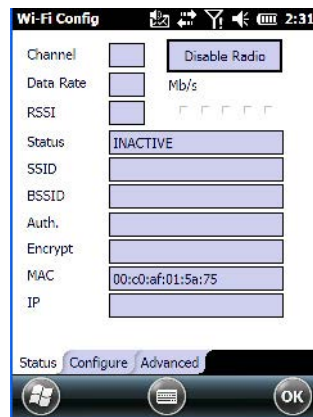 Wi-Fi Config 2:31
Channel Disable Radio
Data Rate Mb/s
RSSI
Status INACTIVE
SSID
BSSID
Auth.
Encrypt
MAC 00:c0:af:01:5a:75
IP
Status Configure Advanced
OK